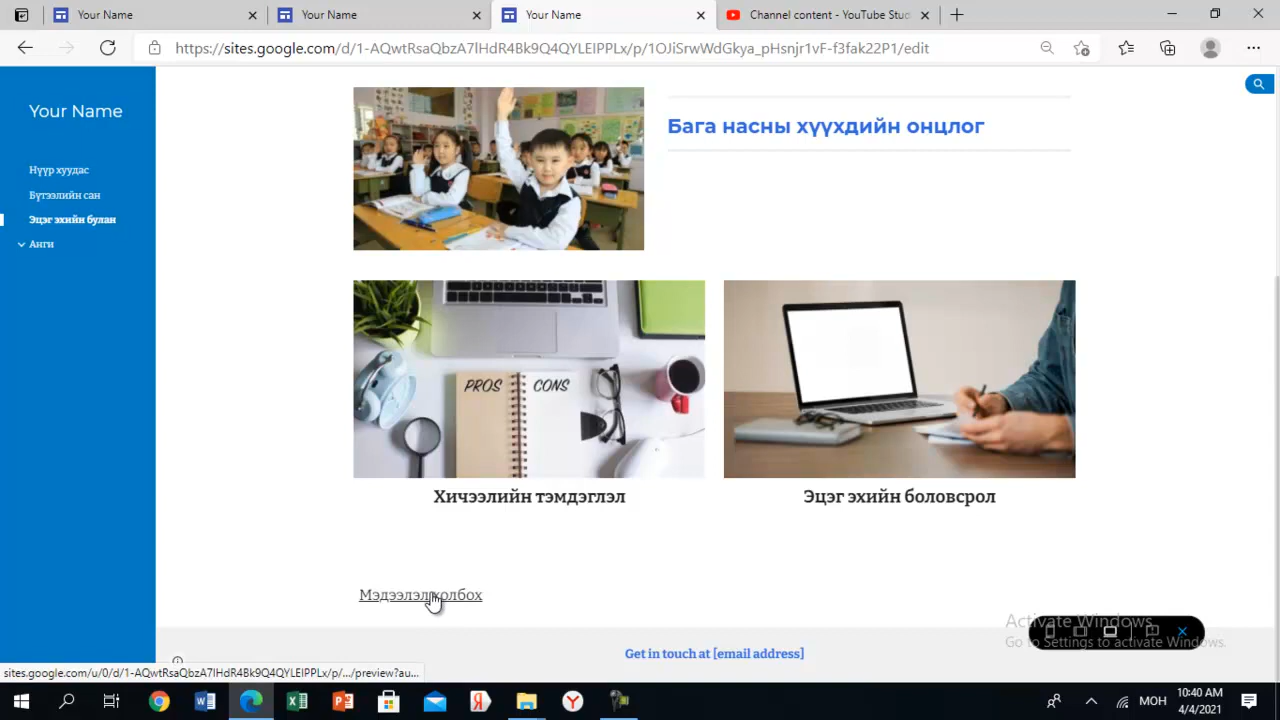 Your Name
Your Name
Your Name
Channel content - YouTube Stud
https://sites.google.com/d/1-AQwtRsaQbzA7lHdR4Bk9Q4QYLElPPLx/p/1OJiSrwWdGkya_pHsnjr1vF-f3fak22P1/edit
Your Name
Нүүр хуудас
Бүтээлийн сан
Эцэг эхийн булан
Анги
Бага насны хүүхдийн онцлог
PROS CONS
Хичээлийн тэмдэглэл
Эцэг эхийн боловсрол
Мэдээлэл холбох
Activate Windows
Go to Settings to activate Windows.
Get in touch at [email address]
sites.google.com/u/0/d/1-AQwtRsaQbzA7lHdR4Bk9Q4QYLElPPLx/p/.../preview?au...
МОН
10:40 AM
4/4/2021